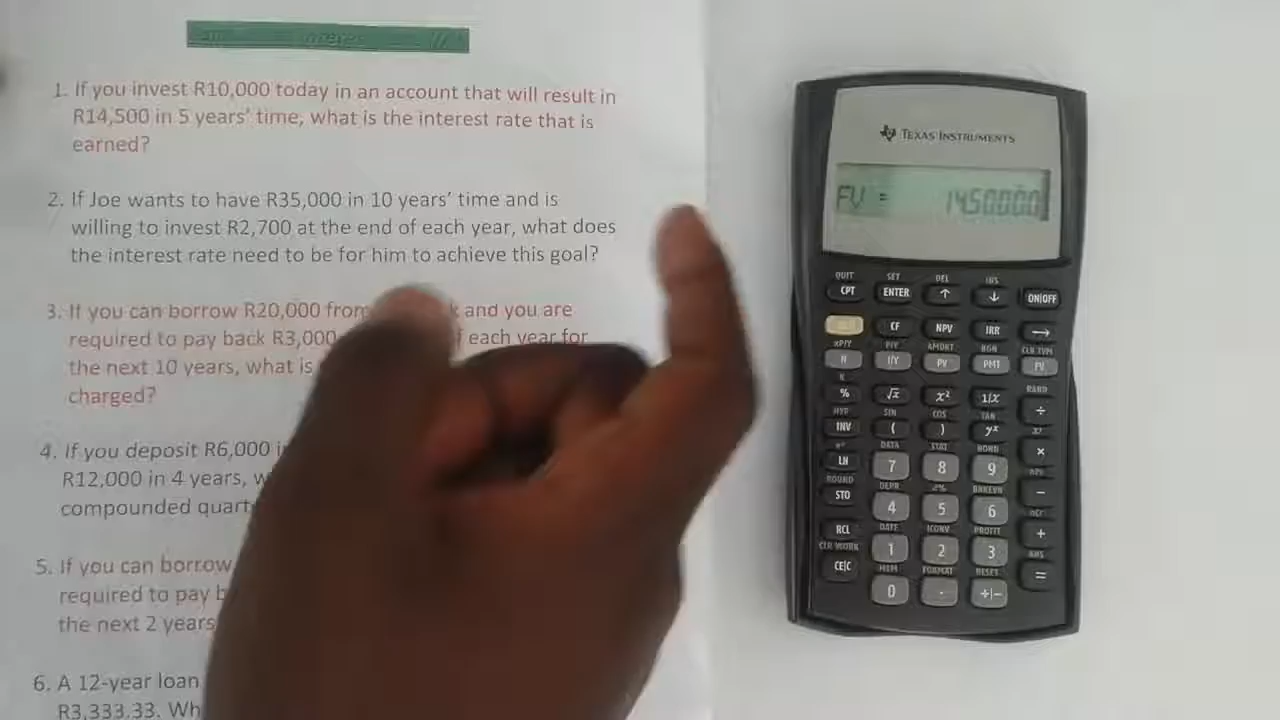 1. If you invest R10,000 today in an account that will result in
R14,500 in 5 years' time, what is the interest rate that is
earned?
2. If Joe wants to have R35,000 in 10 years' time and is
willing to invest R2,700 at the end of each year, what does
the interest rate need to be for him to achieve this goal?
3. If you can borrow R20,000 from and you are
required to pay back R3,000 of each year for
the next 10 years, what is
charged?
4. If you deposit R6,000
R12,000 in 4 years,
compounded
5. If you can borrow
required to pay
the next 2 years
6. A 12-year loan
R3,333.33.
TEXAS INSTRUMENTS
FV =
QUIT SET DEL INS
CPT ENTER ↑ ↓ ON|OFF
CF NPV IRR →
xP/Y P/Y AMORT BGN CLR TVM
N I/Y PV PMT FV
K RAND
% √x x² 1/x ÷
HYP SIN COS TAN
INV ( ) yˣ ×
DATA STAT BOND
LN 7 8 9 −
ROUND DEPR BRKEVN
STO 4 5 6 +
DATE ICONV PROFIT ANS
RCL 1 2 3 =
CLR WORK MEM FORMAT RESET
CE|C 0 . +|−